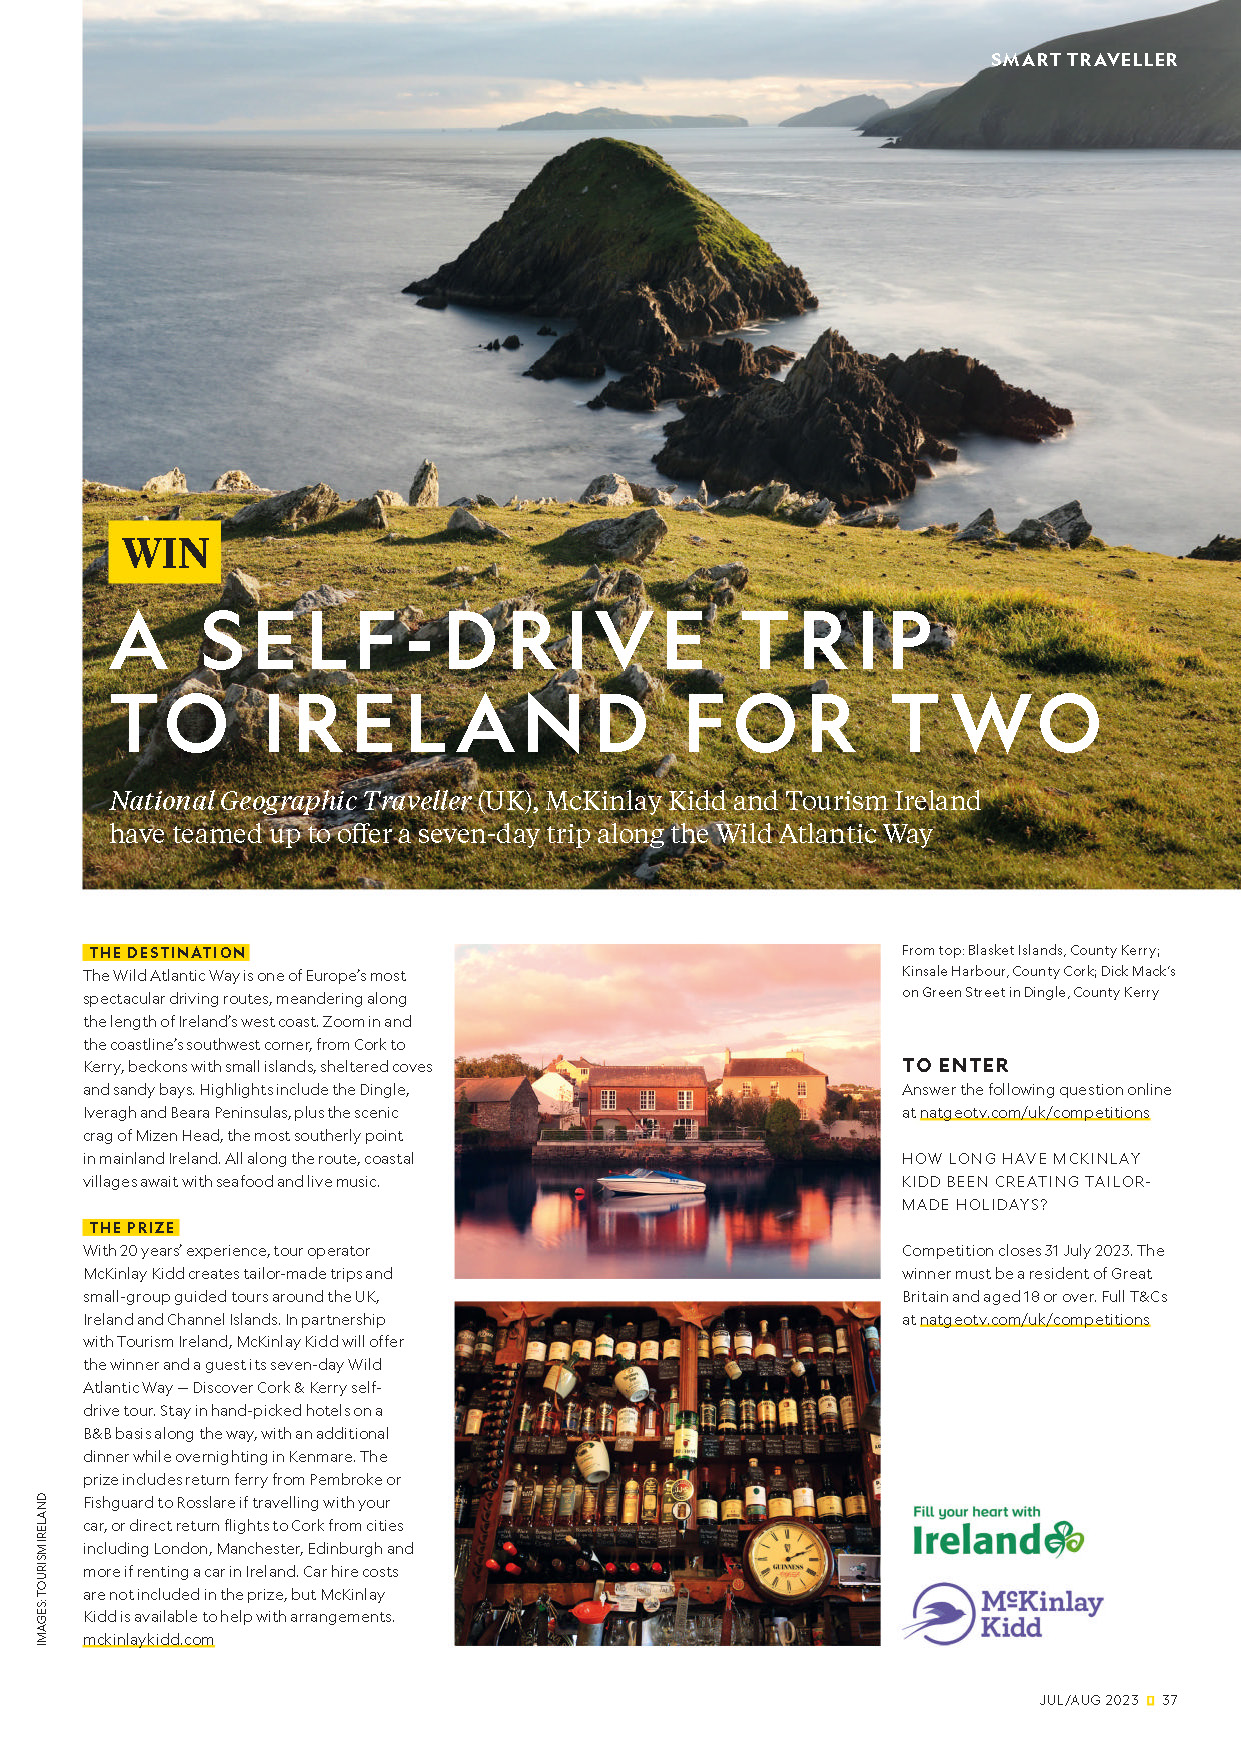 SMART TRAVELLER
WIN
A SELF-DRIVE TRIP
TO IRELAND FOR TWO
National Geographic Traveller (UK), McKinlay Kidd and Tourism Ireland
have teamed up to offer a seven-day trip along the Wild Atlantic Way
THE DESTINATION
The Wild Atlantic Way is one of Europe's most
spectacular driving routes, meandering along
the length of Ireland's west coast. Zoom in and
the coastline's southwest corner, from Cork to
Kerry, beckons with small islands, sheltered coves
and sandy bays. Highlights include the Dingle,
Iveragh and Beara Peninsulas, plus the scenic
crag of Mizen Head, the most southerly point
in mainland Ireland. All along the route, coastal
villages await with seafood and live music.
THE PRIZE
With 20 years' experience, tour operator
McKinlay Kidd creates tailor-made trips and
small-group guided tours around the UK,
Ireland and Channel Islands. In partnership
with Tourism Ireland, McKinlay Kidd will offer
the winner and a guest its seven-day Wild
Atlantic Way — Discover Cork & Kerry self-
drive tour. Stay in hand-picked hotels on a
B&B basis along the way, with an additional
dinner while overnighting in Kenmare. The
prize includes return ferry from Pembroke or
Fishguard to Rosslare if travelling with your
car, or direct return flights to Cork from cities
including London, Manchester, Edinburgh and
more if renting a car in Ireland. Car hire costs
are not included in the prize, but McKinlay
Kidd is available to help with arrangements.
mckinlaykidd.com
IMAGES: TOURISM IRELAND
GUINNESS
From top: Blasket Islands, County Kerry;
Kinsale Harbour, County Cork; Dick Mack's
on Green Street in Dingle, County Kerry
TO ENTER
Answer the following question online
at natgeotv.com/uk/competitions
HOW LONG HAVE MCKINLAY
KIDD BEEN CREATING TAILOR-
MADE HOLIDAYS?
Competition closes 31 July 2023. The
winner must be a resident of Great
Britain and aged 18 or over. Full T&Cs
at natgeotv.com/uk/competitions
Fill your heart with
Ireland
McKinlay
Kidd
JUL/AUG 2023 37